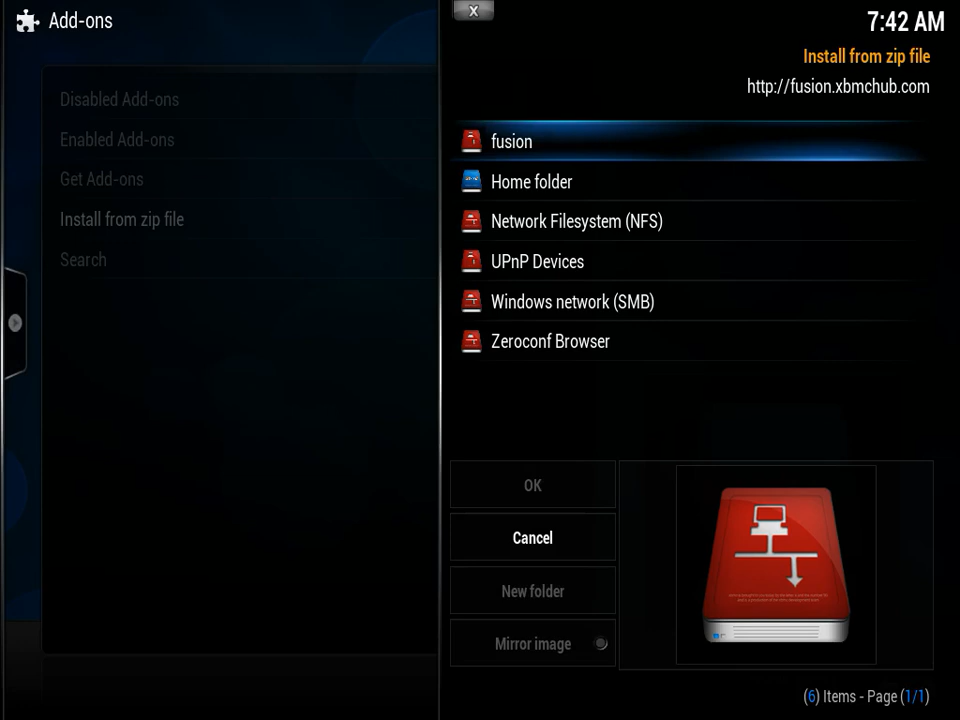 Add-ons
Disabled Add-ons
Enabled Add-ons
Get Add-ons
Install from zip file
Search
x
7:42 AM
Install from zip file
http://fusion.xbmchub.com
fusion
Home folder
Network Filesystem (NFS)
UPnP Devices
Windows network (SMB)
Zeroconf Browser
OK
Cancel
New folder
Mirror image
(6) Items - Page (1/1)